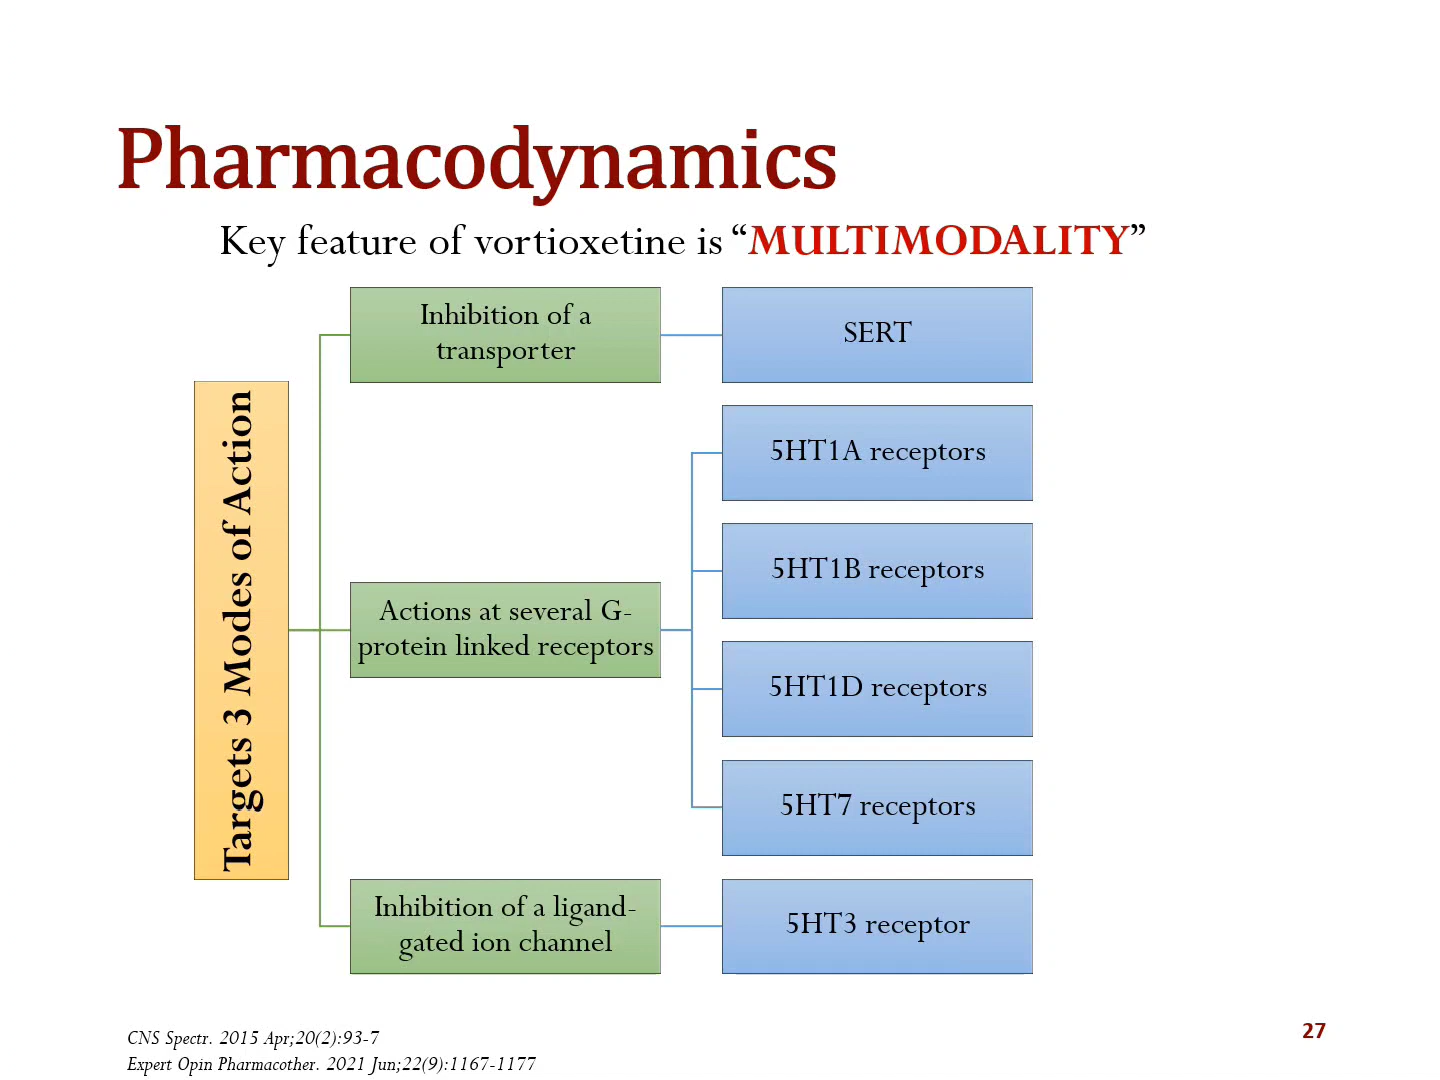 Pharmacodynamics
Key feature of vortioxetine is “MULTIMODALITY”
Targets 3 Modes of Action
Inhibition of a
transporter
SERT
Actions at several G-
protein linked receptors
5HT1A receptors
5HT1B receptors
5HT1D receptors
5HT7 receptors
Inhibition of a ligand-
gated ion channel
5HT3 receptor
CNS Spectr. 2015 Apr;20(2):93-7
Expert Opin Pharmacother. 2021 Jun;22(9):1167-1177
27